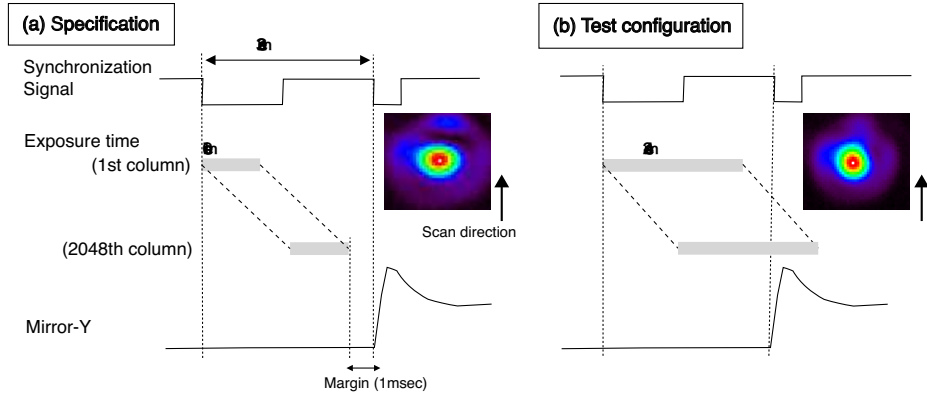 (a) Specification
(b) Test configuration
Synchronization
Signal
Exposure time
(1st column)
(2048th column)
Scan direction
Mirror-Y
Margin (1msec)